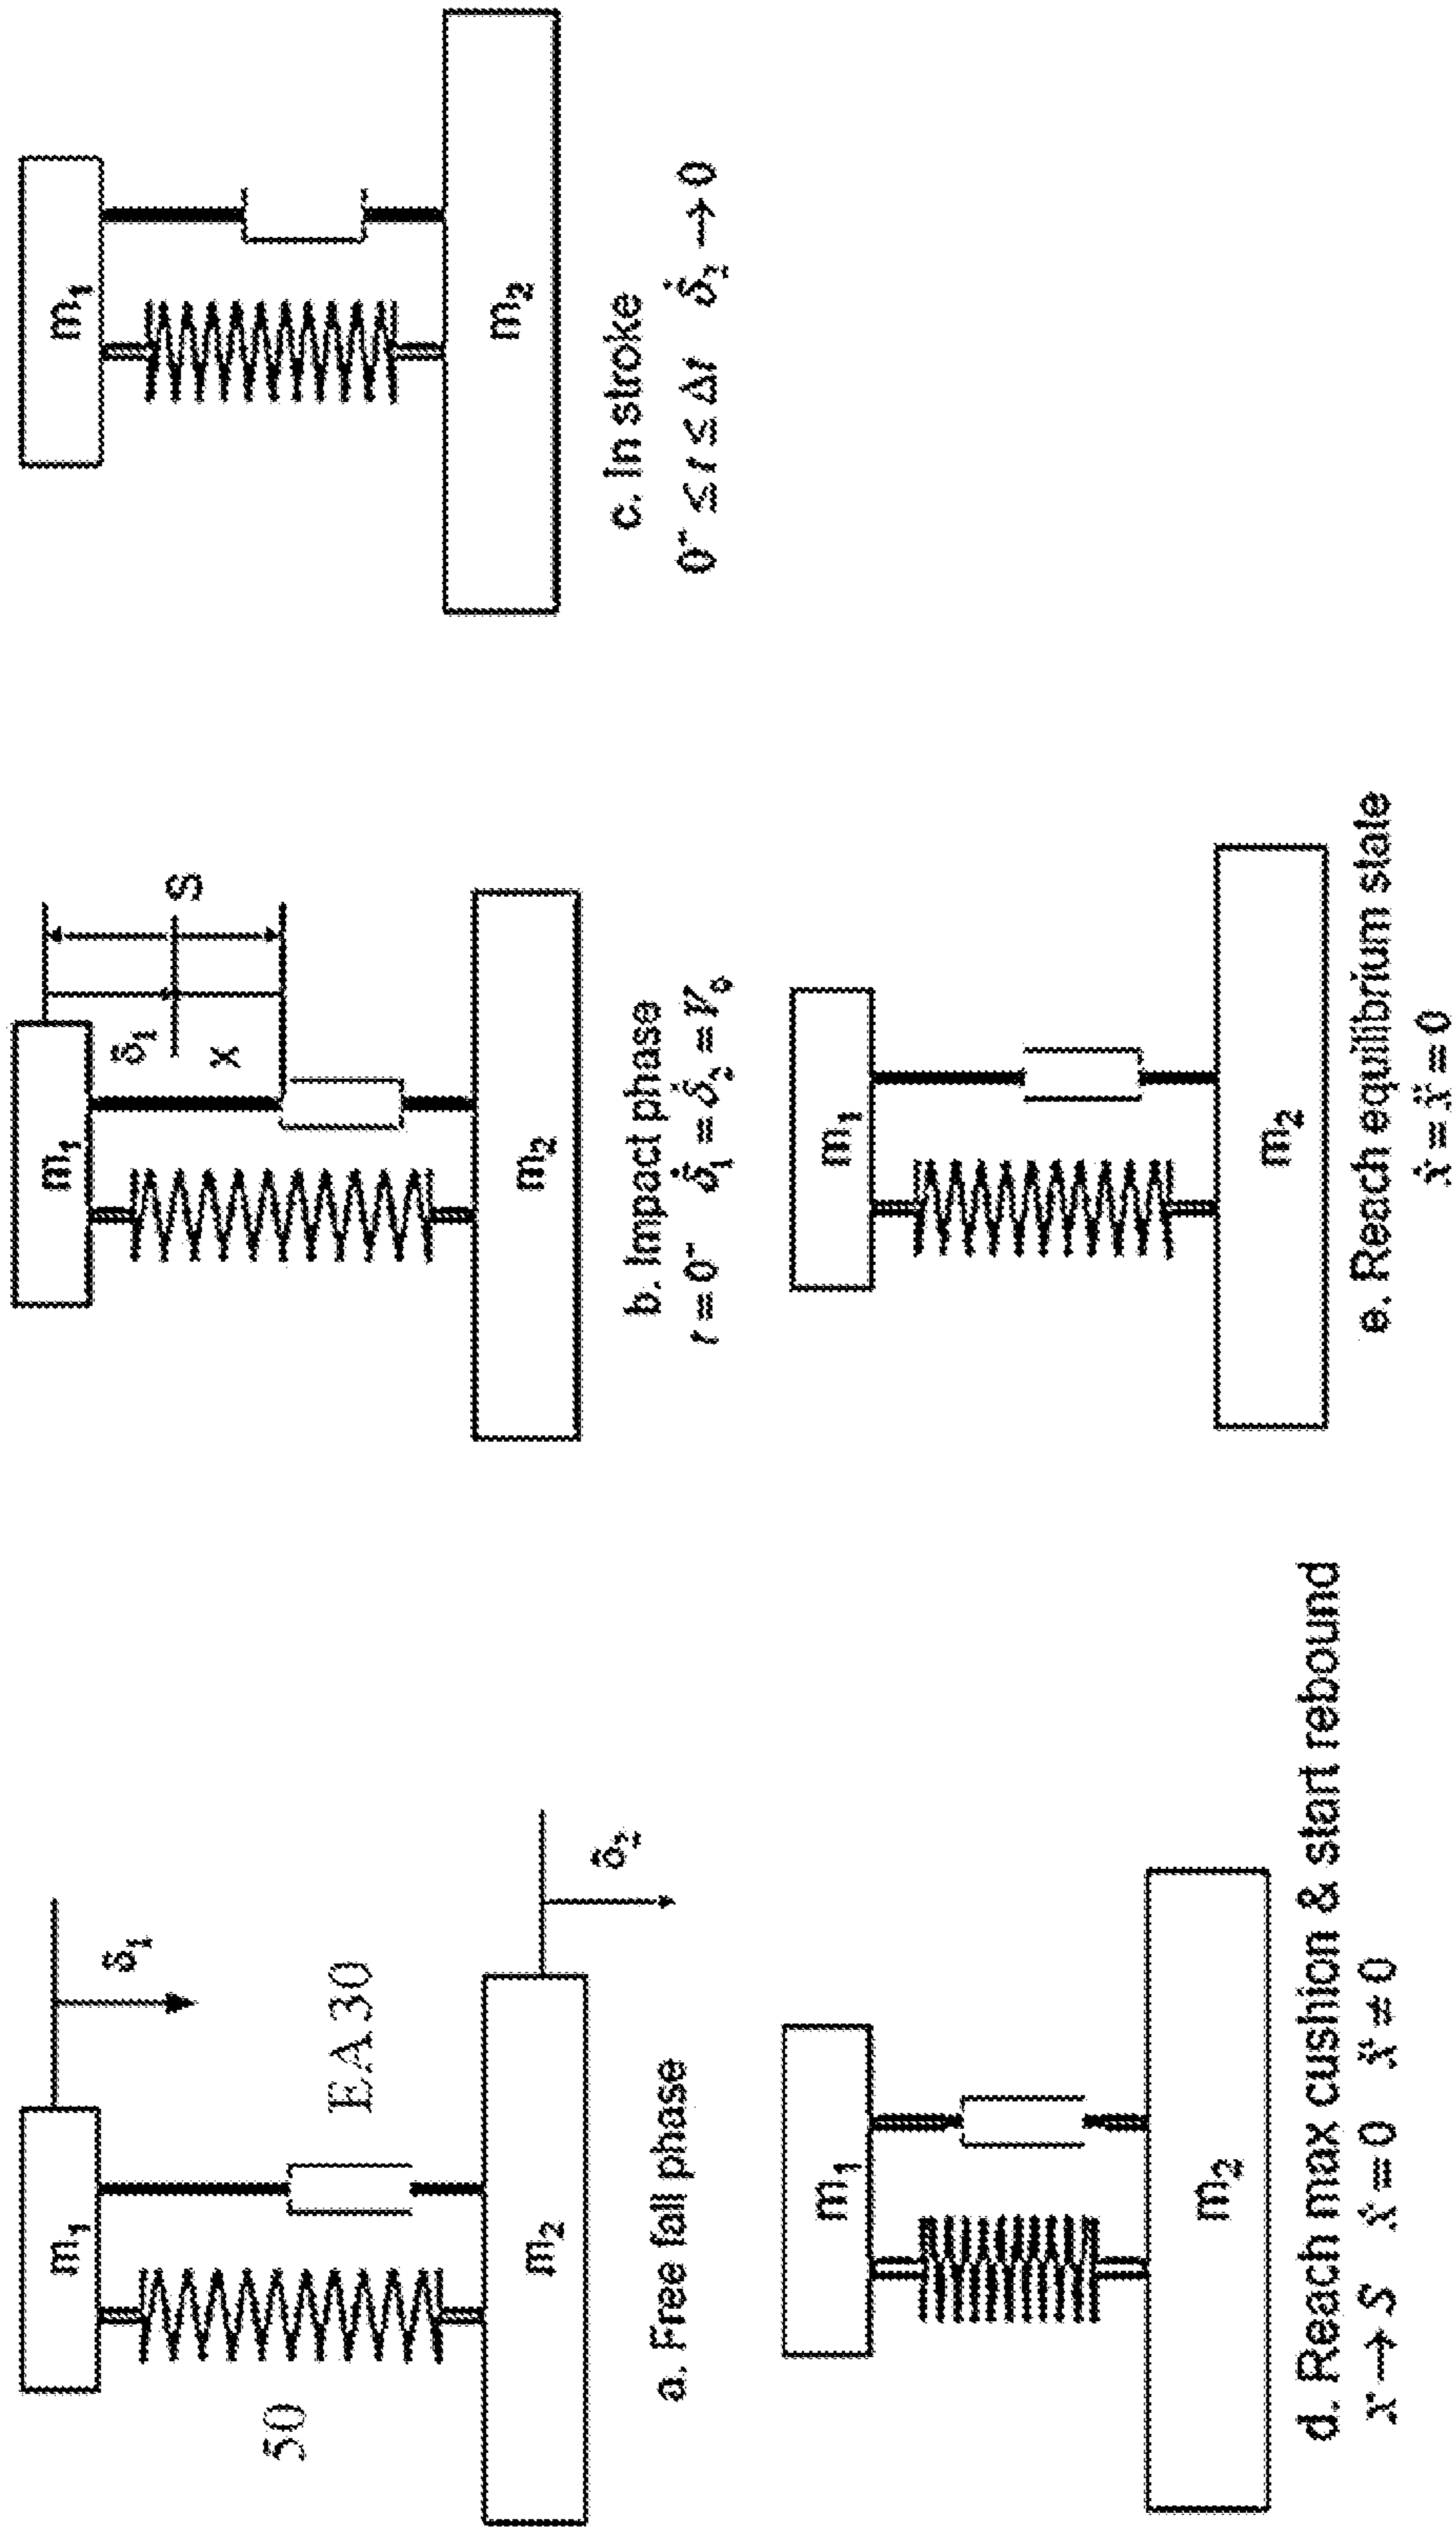 m₁
δ₁
50
EA30
m₂
δ₂
a. Free fall phase
m₁
δ₁
S
x
m₂
b. Impact phase
t = 0⁻ δ̇₁ = δ̇₂ = V₀
m₁
m₂
c. In stroke
0⁻ ≤ t ≤ Δt δ̇₂ → 0
m₁
m₂
d. Reach max cushion & start rebound
x → S ẋ = 0 ẍ ≠ 0
m₁
m₂
e. Reach equilibrium state
ẋ = ẍ = 0